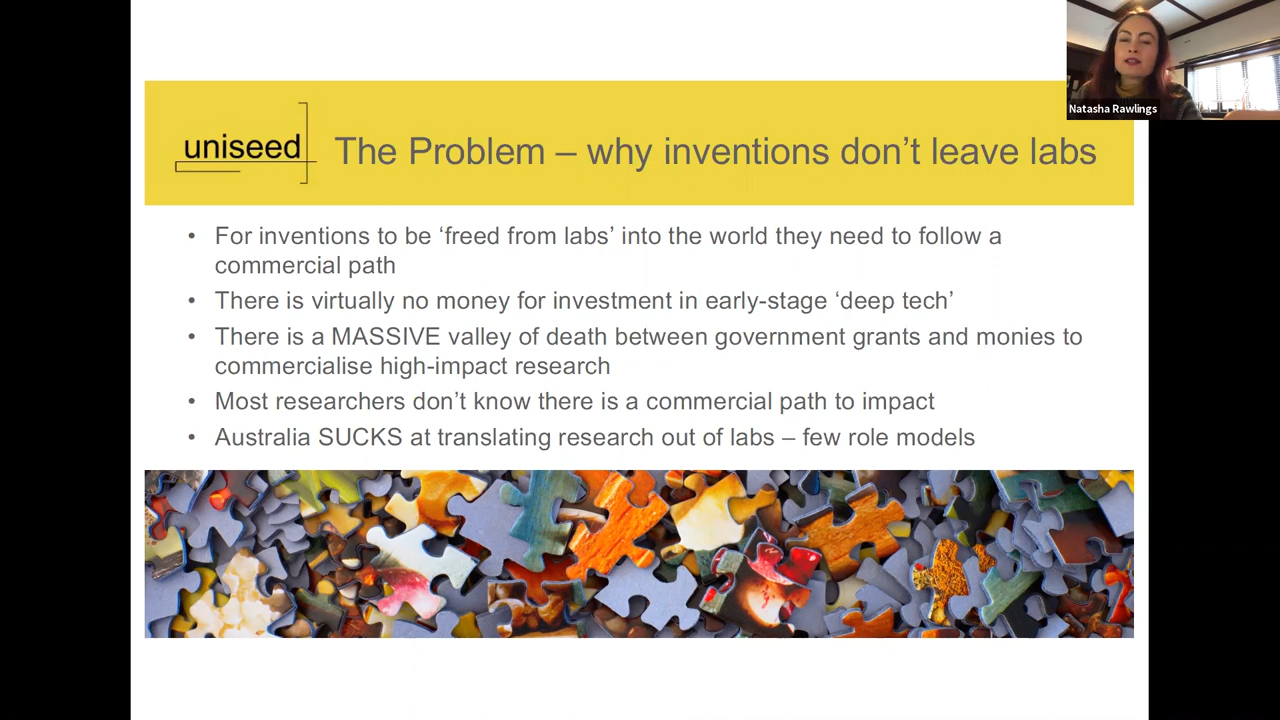 Natasha Rawlings
uniseed
The Problem – why inventions don’t leave labs
• For inventions to be ‘freed from labs’ into the world they need to follow a
commercial path
• There is virtually no money for investment in early-stage ‘deep tech’
• There is a MASSIVE valley of death between government grants and monies to
commercialise high-impact research
• Most researchers don’t know there is a commercial path to impact
• Australia SUCKS at translating research out of labs – few role models